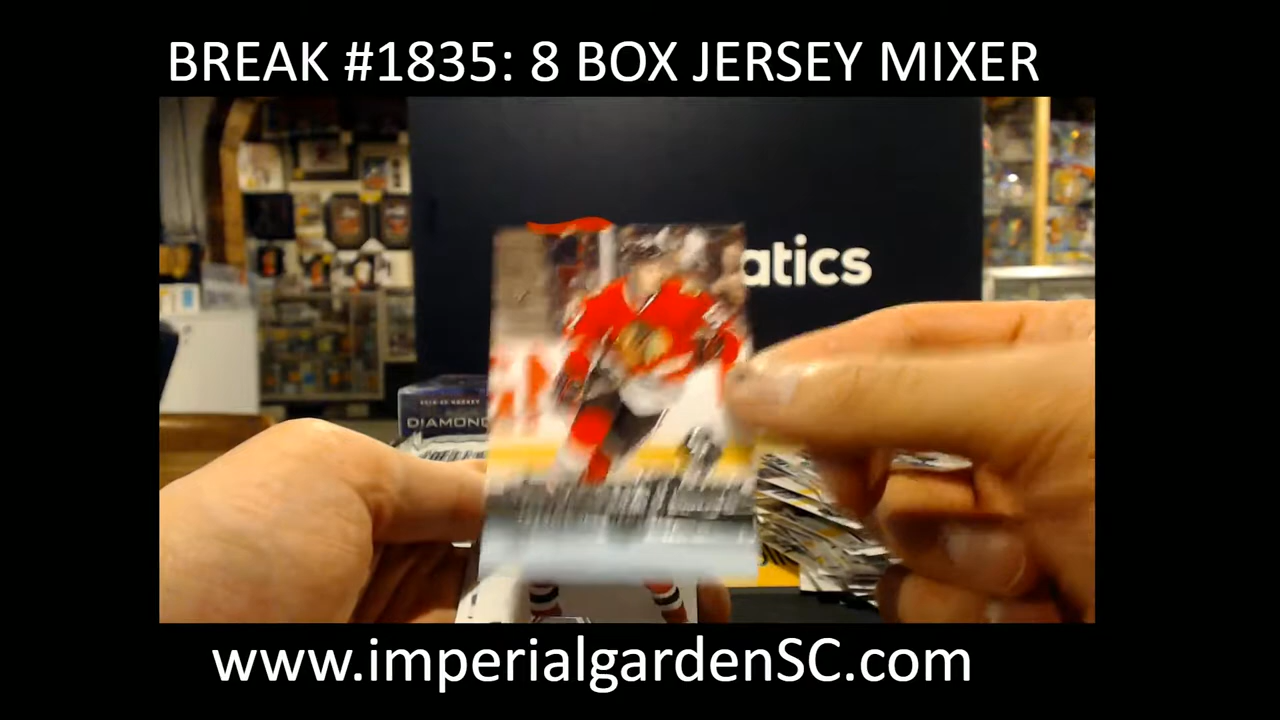 BREAK #1835: 8 BOX JERSEY MIXER
atics
DIAMOND
www.imperialgardenSC.com